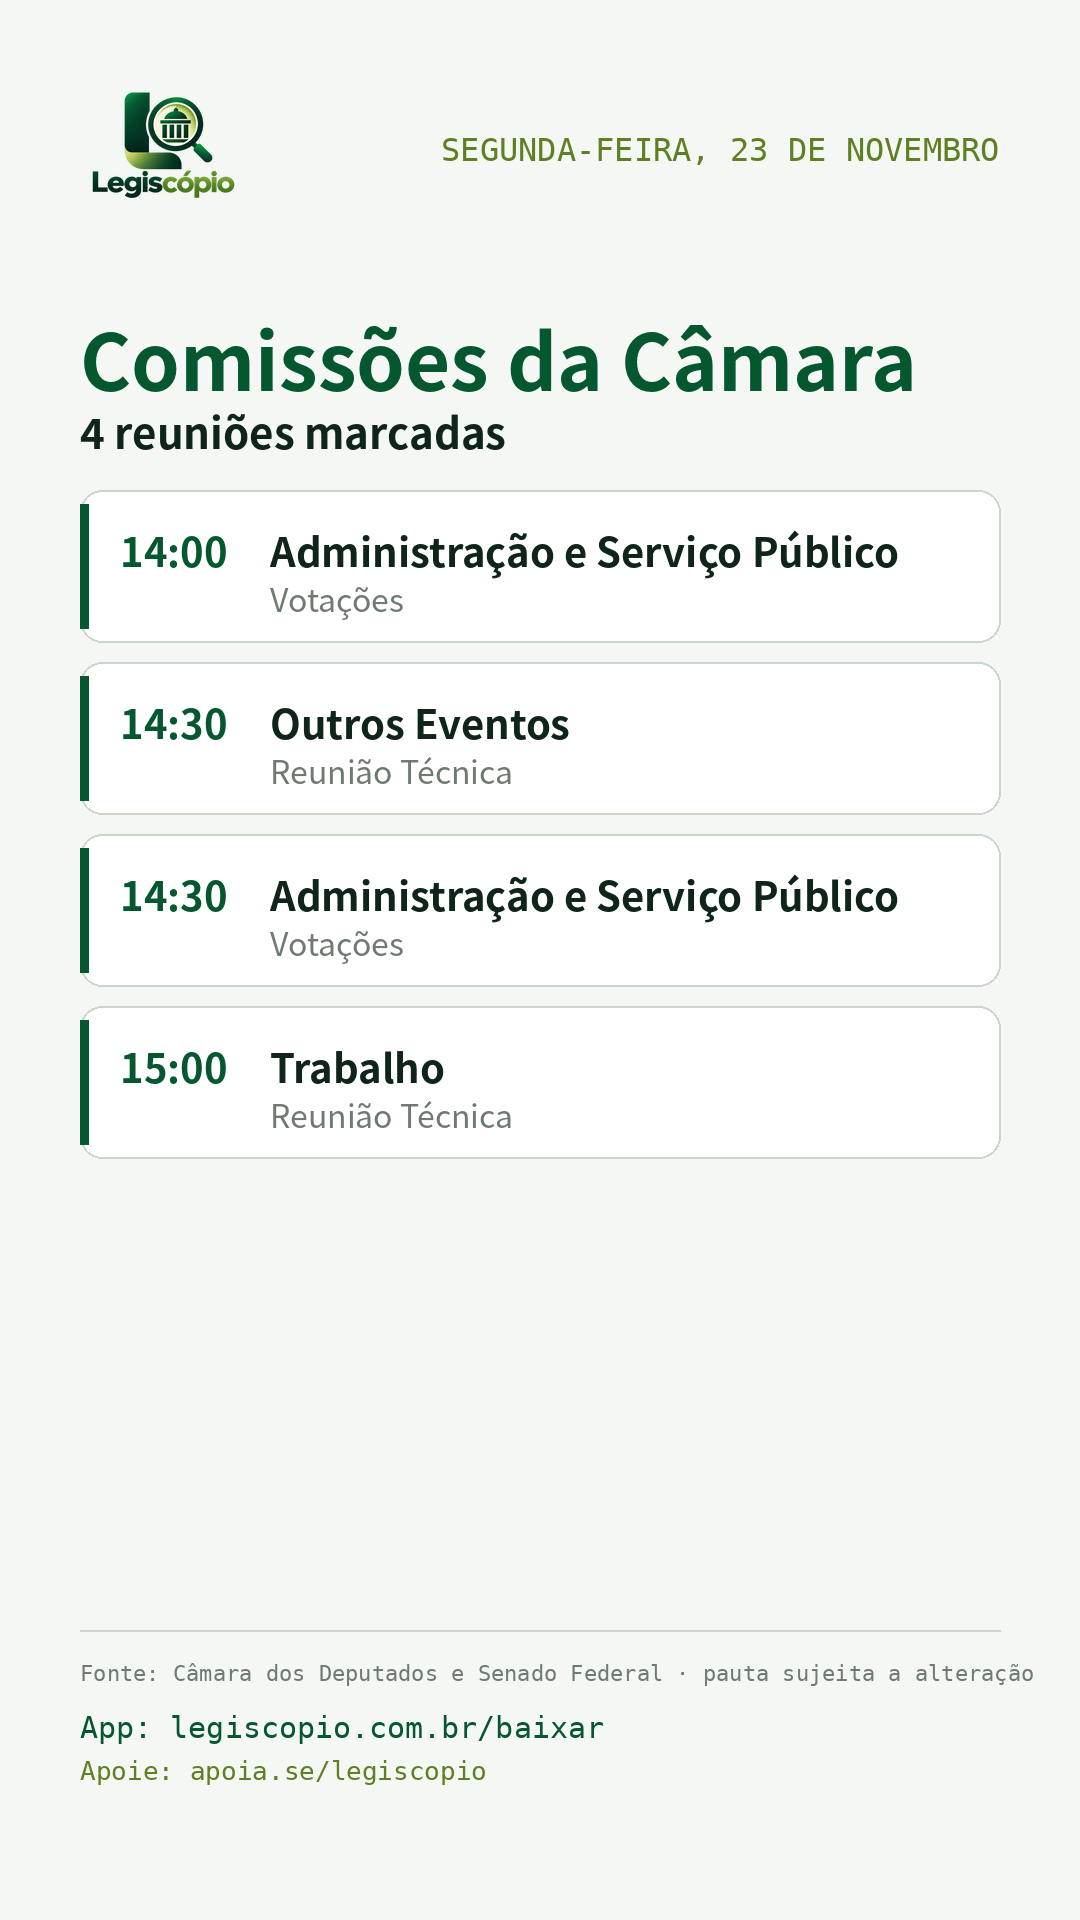 Legiscópio
SEGUNDA-FEIRA, 23 DE NOVEMBRO
Comissões da Câmara
4 reuniões marcadas
14:00 Administração e Serviço Público
Votações
14:30 Outros Eventos
Reunião Técnica
14:30 Administração e Serviço Público
Votações
15:00 Trabalho
Reunião Técnica
Fonte: Câmara dos Deputados e Senado Federal · pauta sujeita a alteração
App: legiscopio.com.br/baixar
Apoie: apoia.se/legiscopio